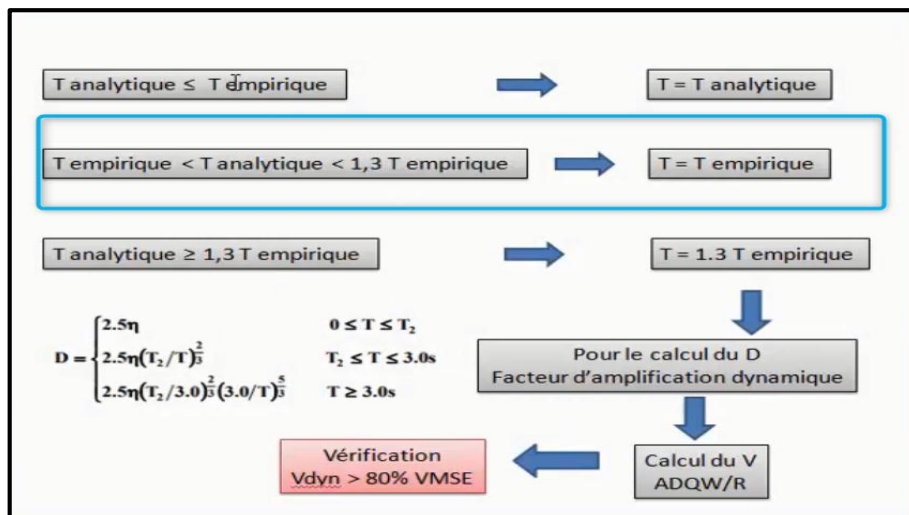 T analytique ≤ T empirique
T = T analytique
T empirique < T analytique < 1,3 T empirique
T = T empirique
T analytique ≥ 1,3 T empirique
T = 1.3 T empirique
2.5η 0 ≤ T ≤ T₂
D = 2.5η(T₂/T)^(2/3) T₂ ≤ T ≤ 3.0s
2.5η(T₂/3.0)^(2/3)(3.0/T)^(5/3) T ≥ 3.0s
Pour le calcul du D
Facteur d'amplification dynamique
Calcul du V
ADQW/R
Vérification
Vdyn > 80% VMSE